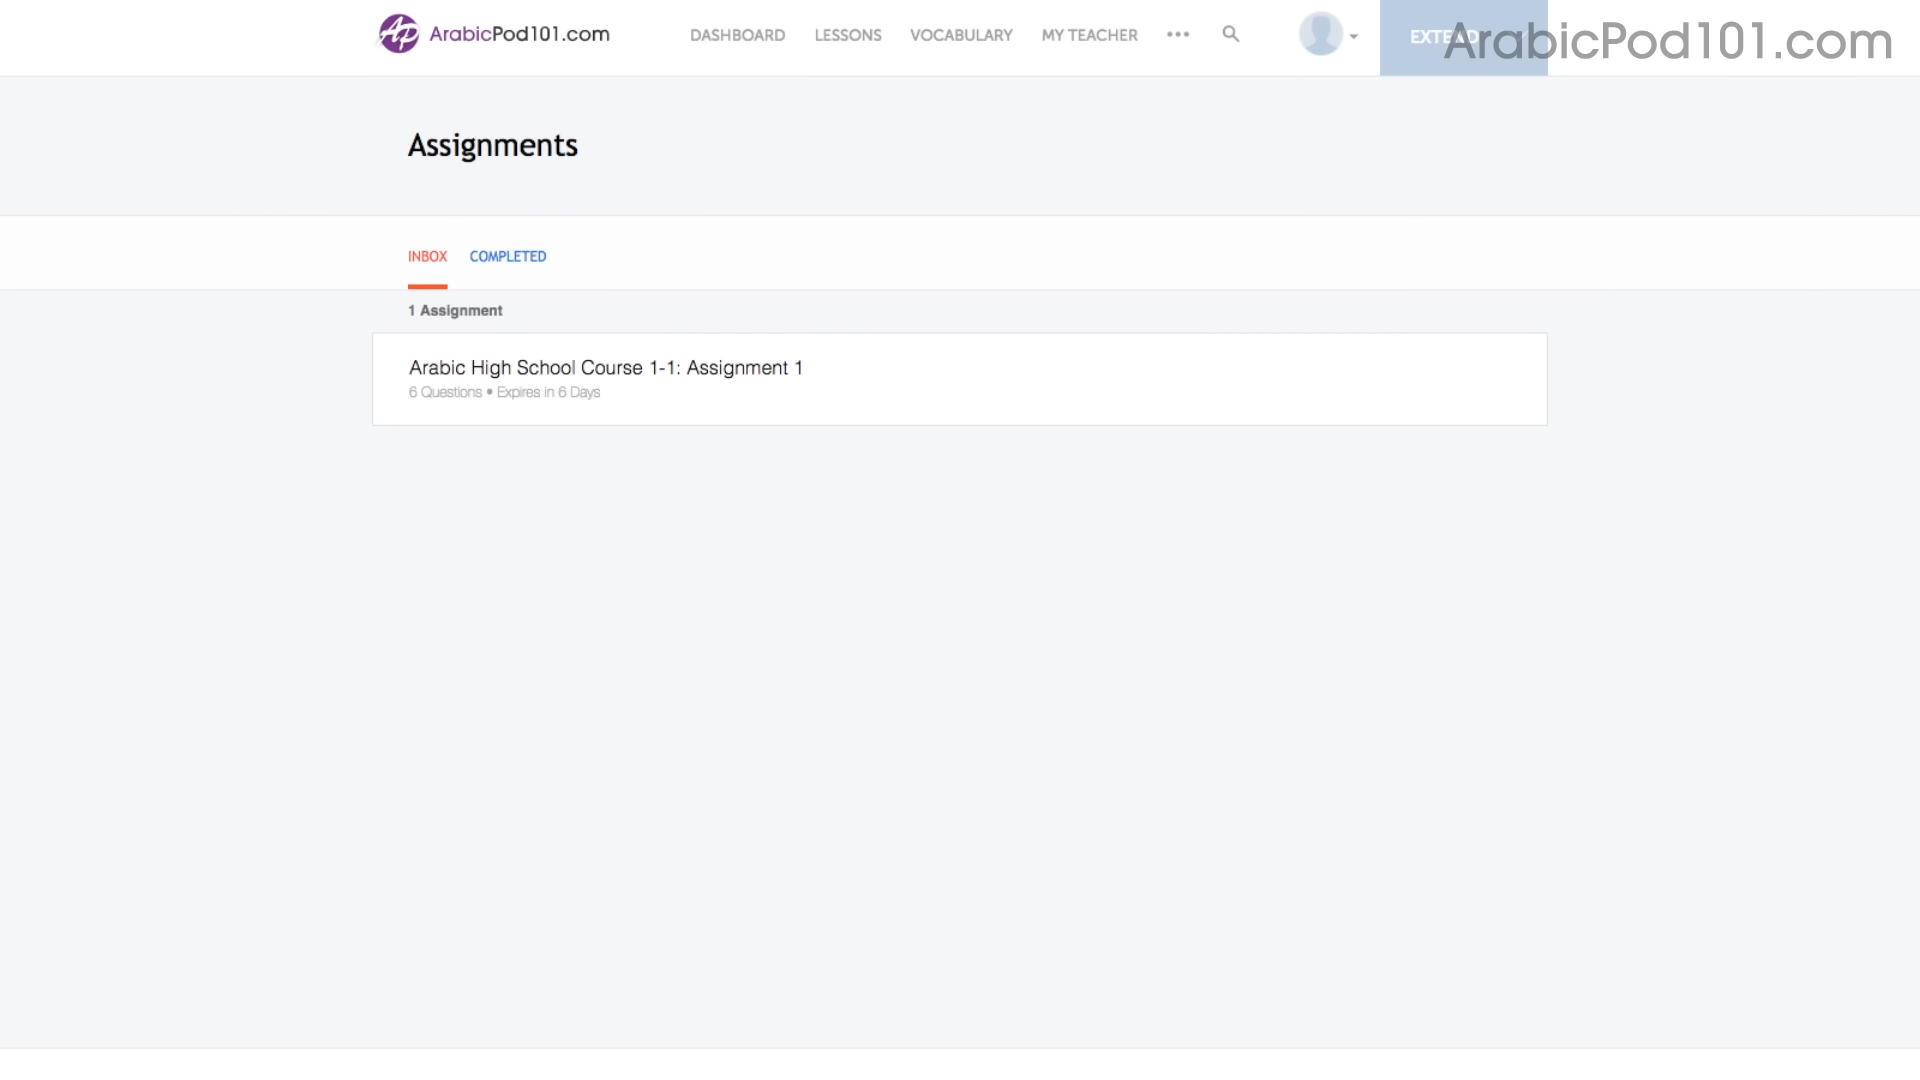 ArabicPod101.com
DASHBOARD LESSONS VOCABULARY MY TEACHER •••
EXTEND
ArabicPod101.com
Assignments
INBOX COMPLETED
1 Assignment
Arabic High School Course 1-1: Assignment 1
6 Questions • Expires in 6 Days